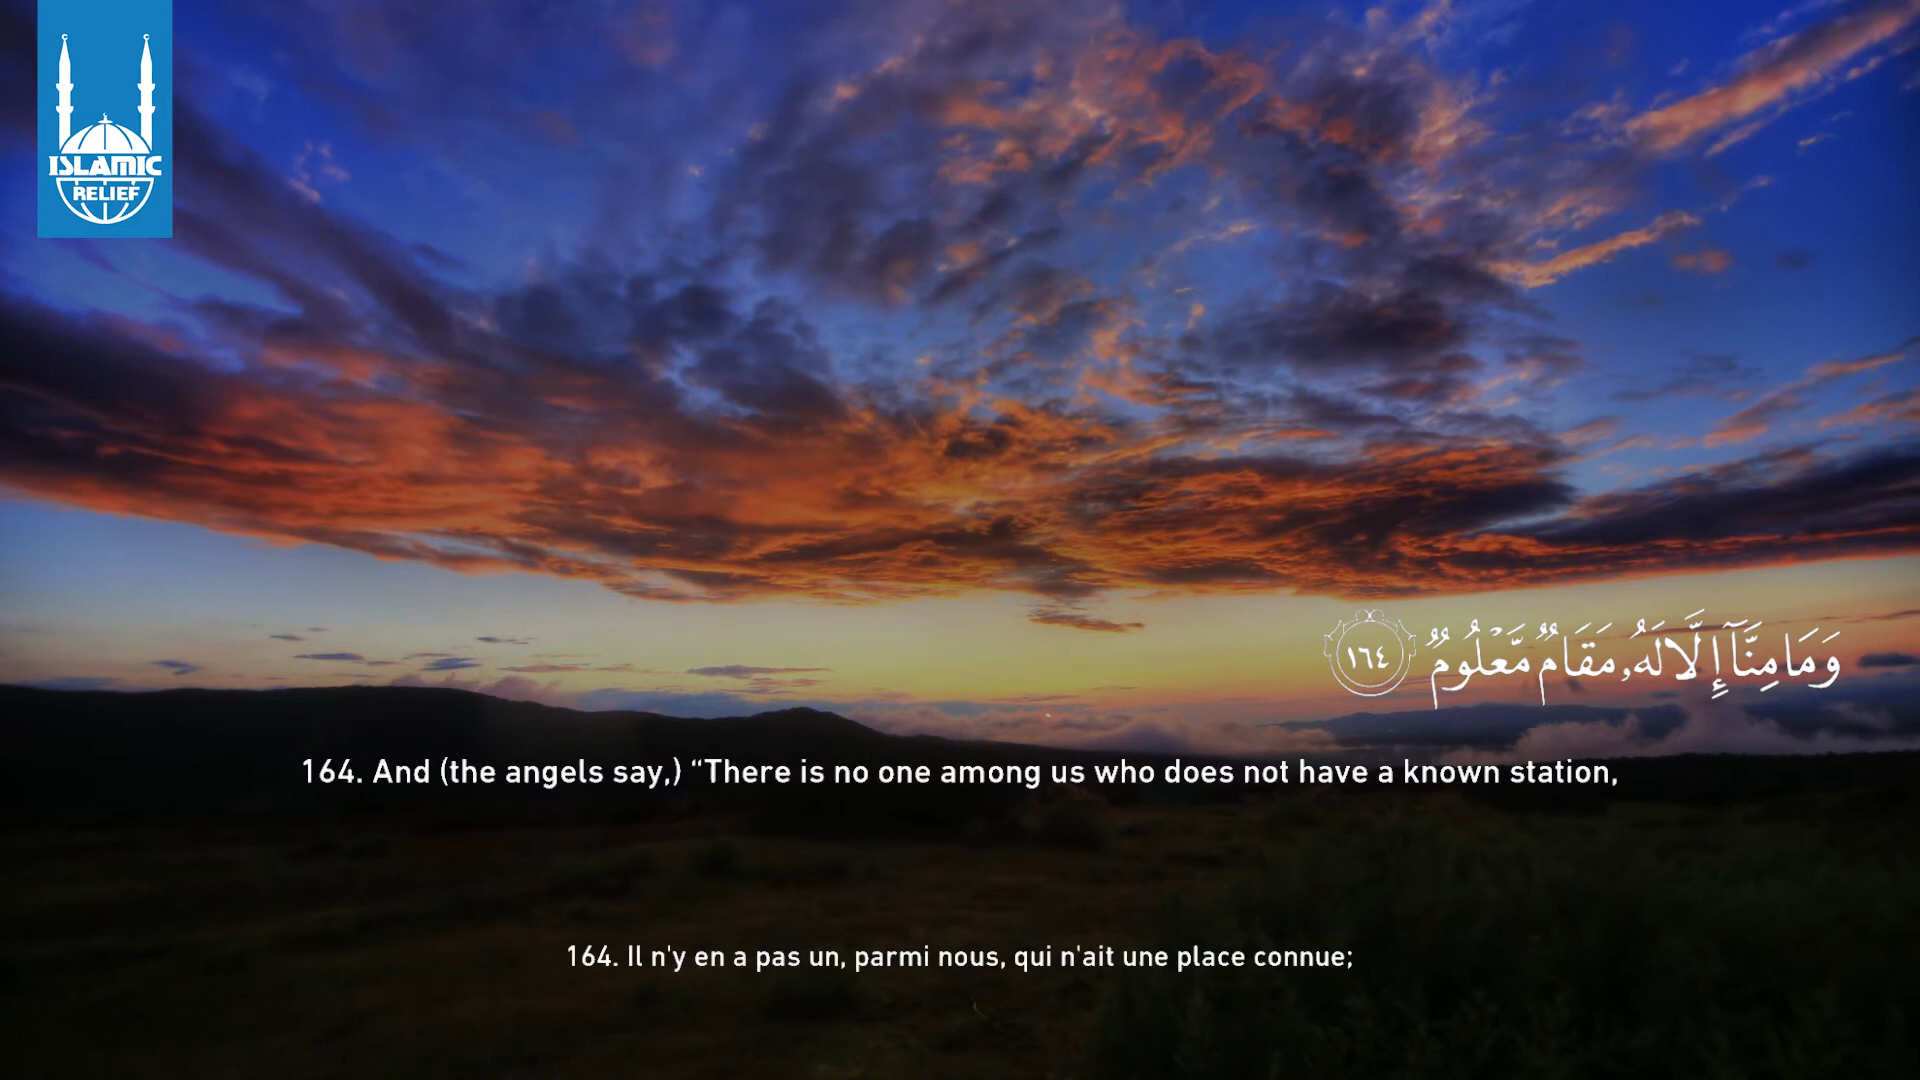 ISLAMIC
RELIEF
وَمَا مِنَّآ إِلَّا لَهُۥ مَقَامٌ مَّعْلُومٌ ١٦٤
164. And (the angels say,) “There is no one among us who does not have a known station,
164. Il n'y en a pas un, parmi nous, qui n'ait une place connue;